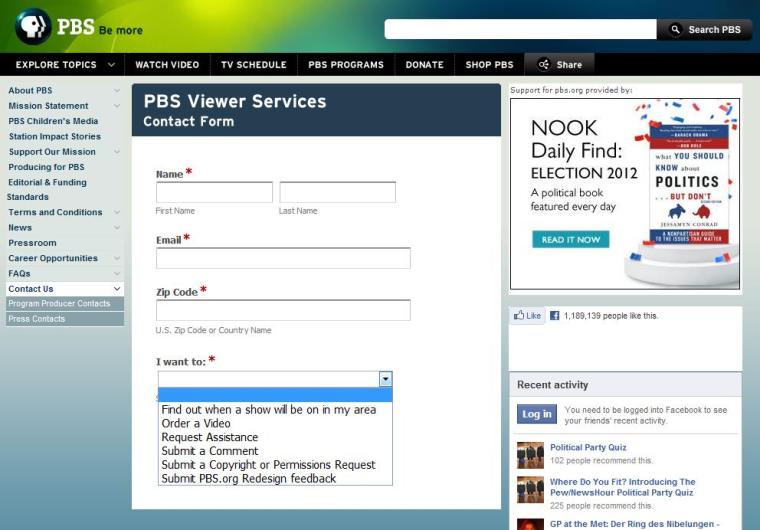 PBS Be more
Search PBS
EXPLORE TOPICS
WATCH VIDEO
TV SCHEDULE
PBS PROGRAMS
DONATE
SHOP PBS
Share
About PBS
Mission Statement
PBS Children's Media
Station Impact Stories
Support Our Mission
Producing for PBS
Editorial & Funding
Standards
Terms and Conditions
News
Pressroom
Career Opportunities
FAQs
Contact Us
Program Producer Contacts
Press Contacts
PBS Viewer Services
Contact Form
Name *
First Name
Last Name
Email *
Zip Code *
U.S. Zip Code or Country Name
I want to: *
Find out when a show will be on in my area
Order a Video
Request Assistance
Submit a Comment
Submit a Copyright or Permissions Request
Submit PBS.org Redesign feedback
Support for pbs.org provided by:
NOOK
Daily Find:
ELECTION 2012
A political book
featured every day
READ IT NOW
BARACK OBAMA
BOB DOLE
what YOU SHOULD
KNOW about
POLITICS
...BUT DON'T
JESSAMYN CONRAD
A NONPARTISAN GUIDE
TO THE ISSUES THAT MATTER
Like
1,189,139 people like this.
Recent activity
Log in
You need to be logged into Facebook to see
your friends' recent activity.
Political Party Quiz
102 people recommend this.
Where Do You Fit? Introducing The
Pew/NewsHour Political Party Quiz
225 people recommend this.
GP at the Met: Der Ring des Nibelungen -